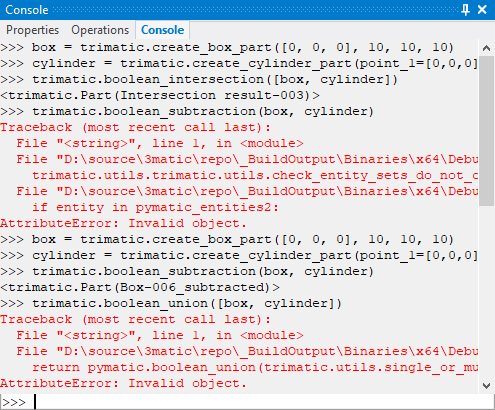 Console
Properties Operations Console
>>> box = trimatic.create_box_part([0, 0, 0], 10, 10, 10)
>>> cylinder = trimatic.create_cylinder_part(point_1=[0,0,0]
>>> trimatic.boolean_intersection([box, cylinder])
<trimatic.Part(Intersection result-003)>
>>> trimatic.boolean_subtraction(box, cylinder)
Traceback (most recent call last):
  File "<string>", line 1, in <module>
  File "D:\source\3matic\repo\_BuildOutput\Binaries\x64\Debu
    trimatic.utils.trimatic.utils.check_entity_sets_do_not_c
  File "D:\source\3matic\repo\_BuildOutput\Binaries\x64\Debu
    if entity in pymatic_entities2:
AttributeError: Invalid object.
>>> box = trimatic.create_box_part([0, 0, 0], 10, 10, 10)
>>> cylinder = trimatic.create_cylinder_part(point_1=[0,0,0]
>>> trimatic.boolean_subtraction(box, cylinder)
<trimatic.Part(Box-006_subtracted)>
>>> trimatic.boolean_union([box, cylinder])
Traceback (most recent call last):
  File "<string>", line 1, in <module>
  File "D:\source\3matic\repo\_BuildOutput\Binaries\x64\Debu
    return pymatic.boolean_union(trimatic.utils.single_or_mu
AttributeError: Invalid object.
>>>